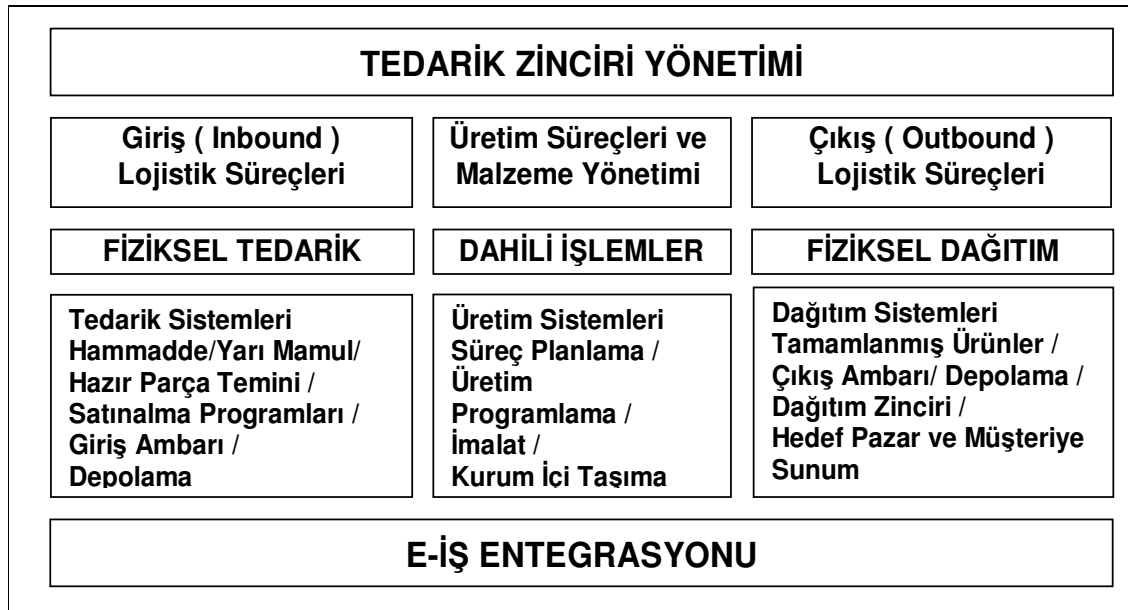 TEDARİK ZİNCİRİ YÖNETİMİ
Giriş ( Inbound )
Lojistik Süreçleri
Üretim Süreçleri ve
Malzeme Yönetimi
Çıkış ( Outbound )
Lojistik Süreçleri
FİZİKSEL TEDARİK
DAHİLİ İŞLEMLER
FİZİKSEL DAĞITIM
Tedarik Sistemleri
Hammadde/Yarı Mamul/
Hazır Parça Temini /
Satınalma Programları /
Giriş Ambarı /
Depolama
Üretim Sistemleri
Süreç Planlama /
Üretim
Programlama /
İmalat /
Kurum İçi Taşıma
Dağıtım Sistemleri
Tamamlanmış Ürünler /
Çıkış Ambarı/ Depolama /
Dağıtım Zinciri /
Hedef Pazar ve Müşteriye
Sunum
E-İŞ ENTEGRASYONU